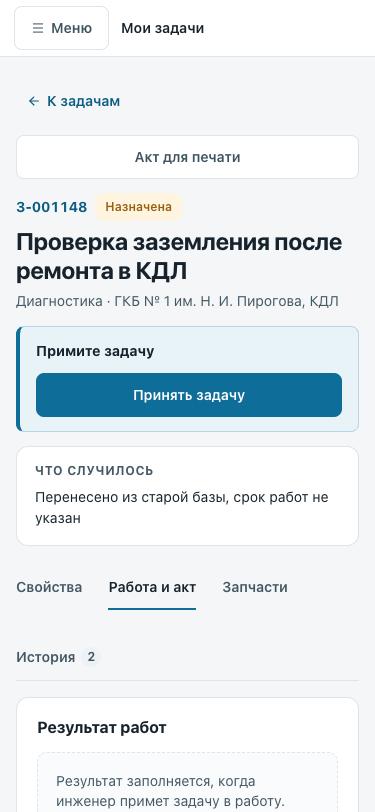 Меню
Мои задачи
← К задачам
Акт для печати
З-001148 Назначена
Проверка заземления после
ремонта в КДЛ
Диагностика · ГКБ № 1 им. Н. И. Пирогова, КДЛ
Примите задачу
Принять задачу
ЧТО СЛУЧИЛОСЬ
Перенесено из старой базы, срок работ не
указан
Свойства Работа и акт Запчасти
История 2
Результат работ
Результат заполняется, когда
инженер примет задачу в работу.